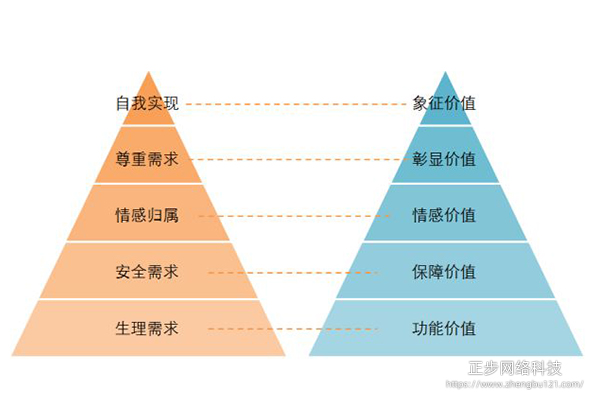 自我实现 象征价值
尊重需求 彰显价值
情感归属 情感价值
安全需求 保障价值
生理需求 功能价值
正步网络科技
https://www.zhengbu121.com/